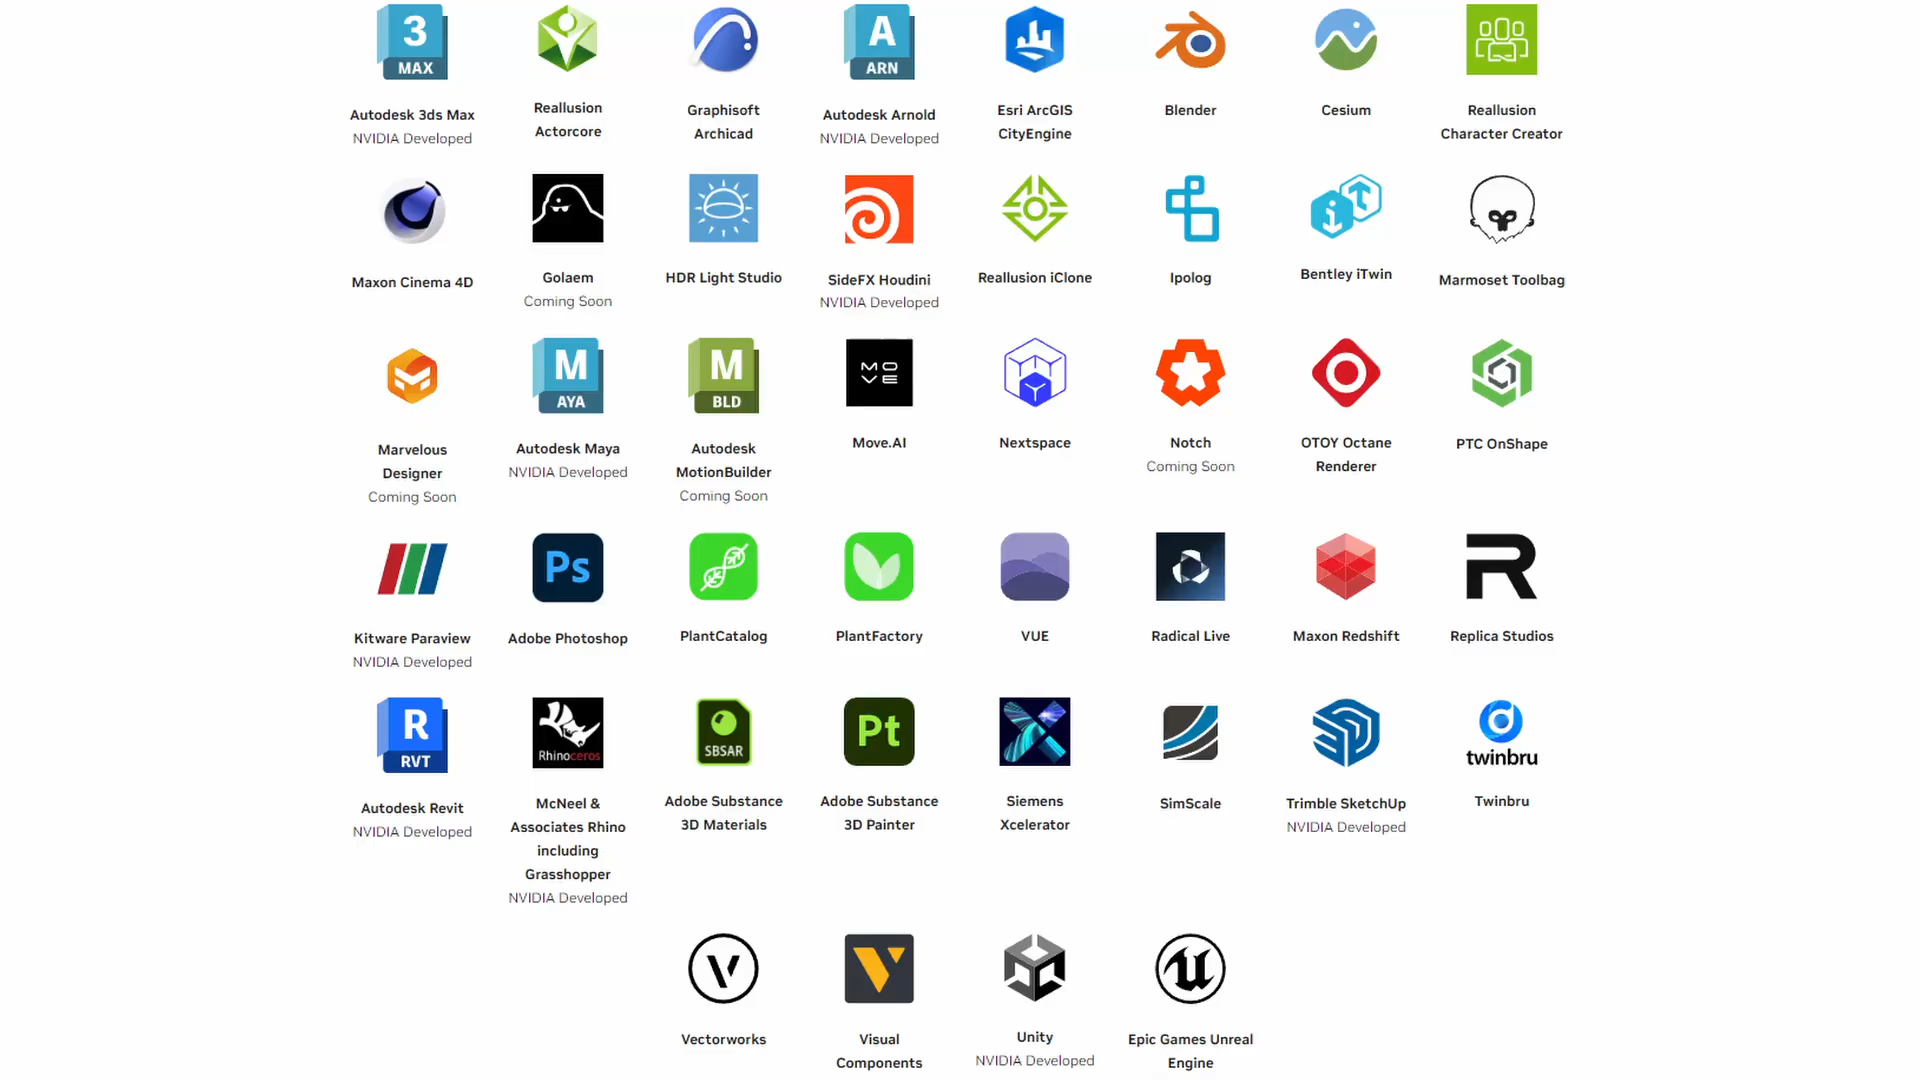 3
MAX
Autodesk 3ds Max
NVIDIA Developed
Reallusion
Actorcore
Graphisoft
Archicad
A
ARN
Autodesk Arnold
NVIDIA Developed
Esri ArcGIS
CityEngine
Blender
Cesium
Reallusion
Character Creator
Maxon Cinema 4D
Golaem
Coming Soon
HDR Light Studio
SideFX Houdini
NVIDIA Developed
Reallusion iClone
Ipolog
Bentley iTwin
Marmoset Toolbag
Marvelous
Designer
Coming Soon
M
AYA
Autodesk Maya
NVIDIA Developed
M
BLD
Autodesk
MotionBuilder
Coming Soon
MO
VE
Move.AI
Nextspace
Notch
Coming Soon
OTOY Octane
Renderer
PTC OnShape
Kitware Paraview
NVIDIA Developed
Ps
Adobe Photoshop
PlantCatalog
PlantFactory
VUE
Radical Live
Maxon Redshift
R
Replica Studios
R
RVT
Autodesk Revit
NVIDIA Developed
Rhinoceros
McNeel &
Associates Rhino
including
Grasshopper
NVIDIA Developed
SBSAR
Adobe Substance
3D Materials
Pt
Adobe Substance
3D Painter
Siemens
Xcelerator
SimScale
Trimble SketchUp
NVIDIA Developed
twinbru
Twinbru
Vectorworks
Visual
Components
Unity
NVIDIA Developed
Epic Games Unreal
Engine